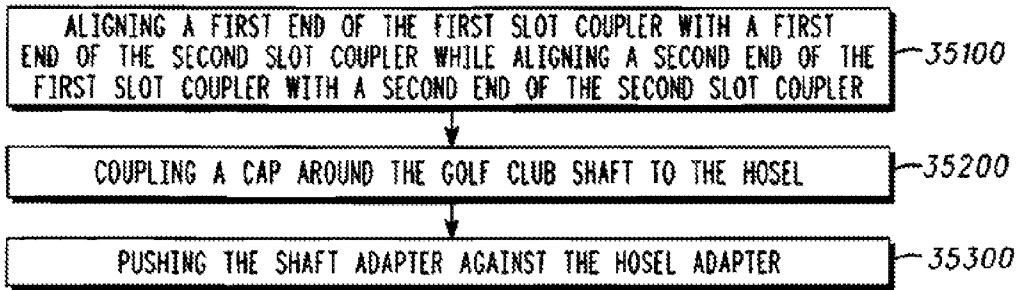 ALIGNING A FIRST END OF THE FIRST SLOT COUPLER WITH A FIRST
END OF THE SECOND SLOT COUPLER WHILE ALIGNING A SECOND END OF THE
FIRST SLOT COUPLER WITH A SECOND END OF THE SECOND SLOT COUPLER
35100
COUPLING A CAP AROUND THE GOLF CLUB SHAFT TO THE HOSEL
35200
PUSHING THE SHAFT ADAPTER AGAINST THE HOSEL ADAPTER
35300